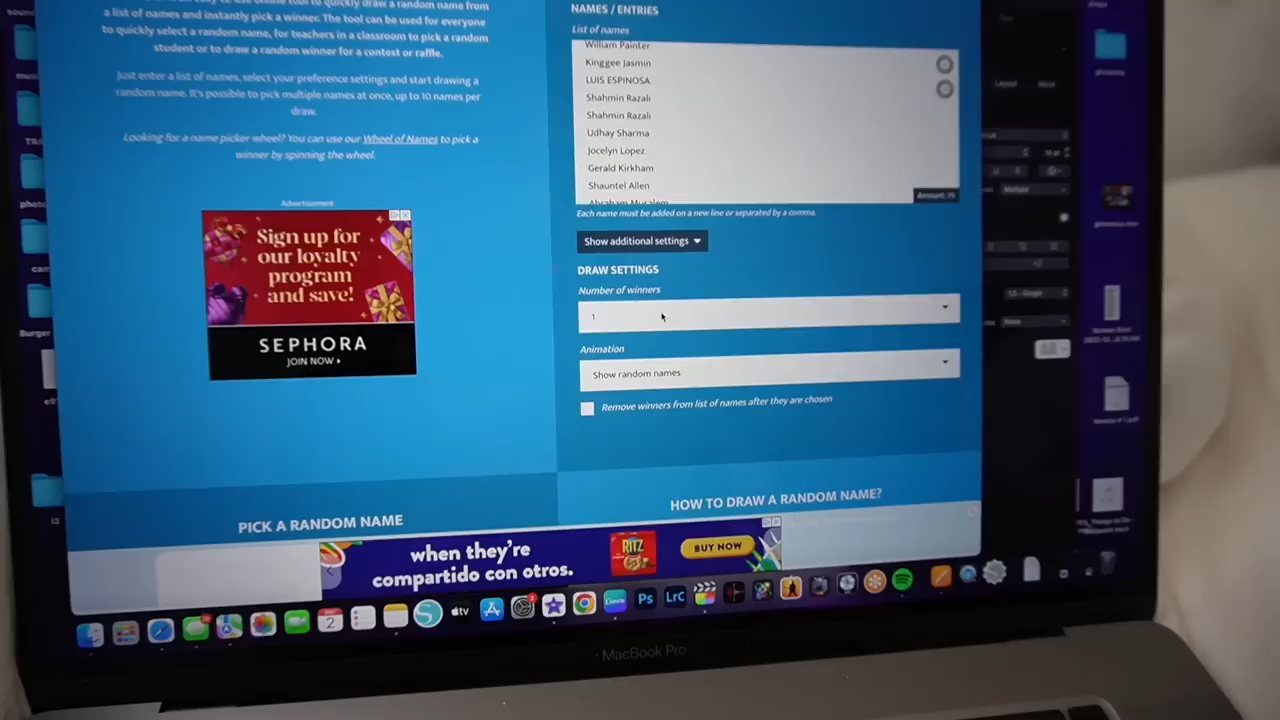 a list of names and instantly pick a winner. The tool can be used for everyone
to quickly select a random name, for teachers in a classroom to pick a random
student or to draw a random winner for a contest or raffle.
Just enter a list of names, select your preference settings and start drawing a
random name. It's possible to pick multiple names at once, up to 10 names per
draw.
Looking for a name picker wheel? You can use our Wheel of Names to pick a
winner by spinning the wheel.
Advertisement
Sign up for
our loyalty
program
and save!
SEPHORA
JOIN NOW
NAMES / ENTRIES
List of names
William Painter
Kinggee Jasmin
LUIS ESPINOSA
Shahmin Razali
Shahmin Razali
Udhay Sharma
Jocelyn Lopez
Gerald Kirkham
Shauntel Allen
Each name must be added on a new line or separated by a comma.
Show additional settings
DRAW SETTINGS
Number of winners
1
Animation
Show random names
Remove winners from list of names after they are chosen
PICK A RANDOM NAME
HOW TO DRAW A RANDOM NAME?
when they're
compartido con otros.
RITZ
BUY NOW
2
tv
Ps
LrC
MacBook Pro